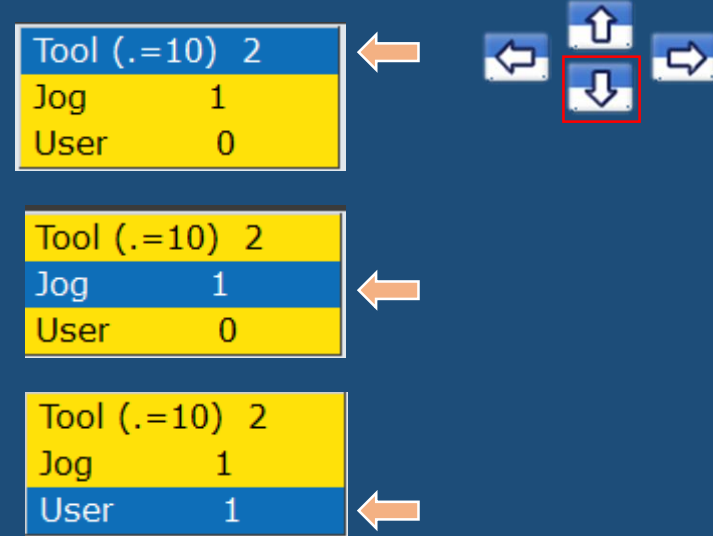 Tool (.=10) 2
Jog 1
User 0
Tool (.=10) 2
Jog 1
User 0
Tool (.=10) 2
Jog 1
User 1